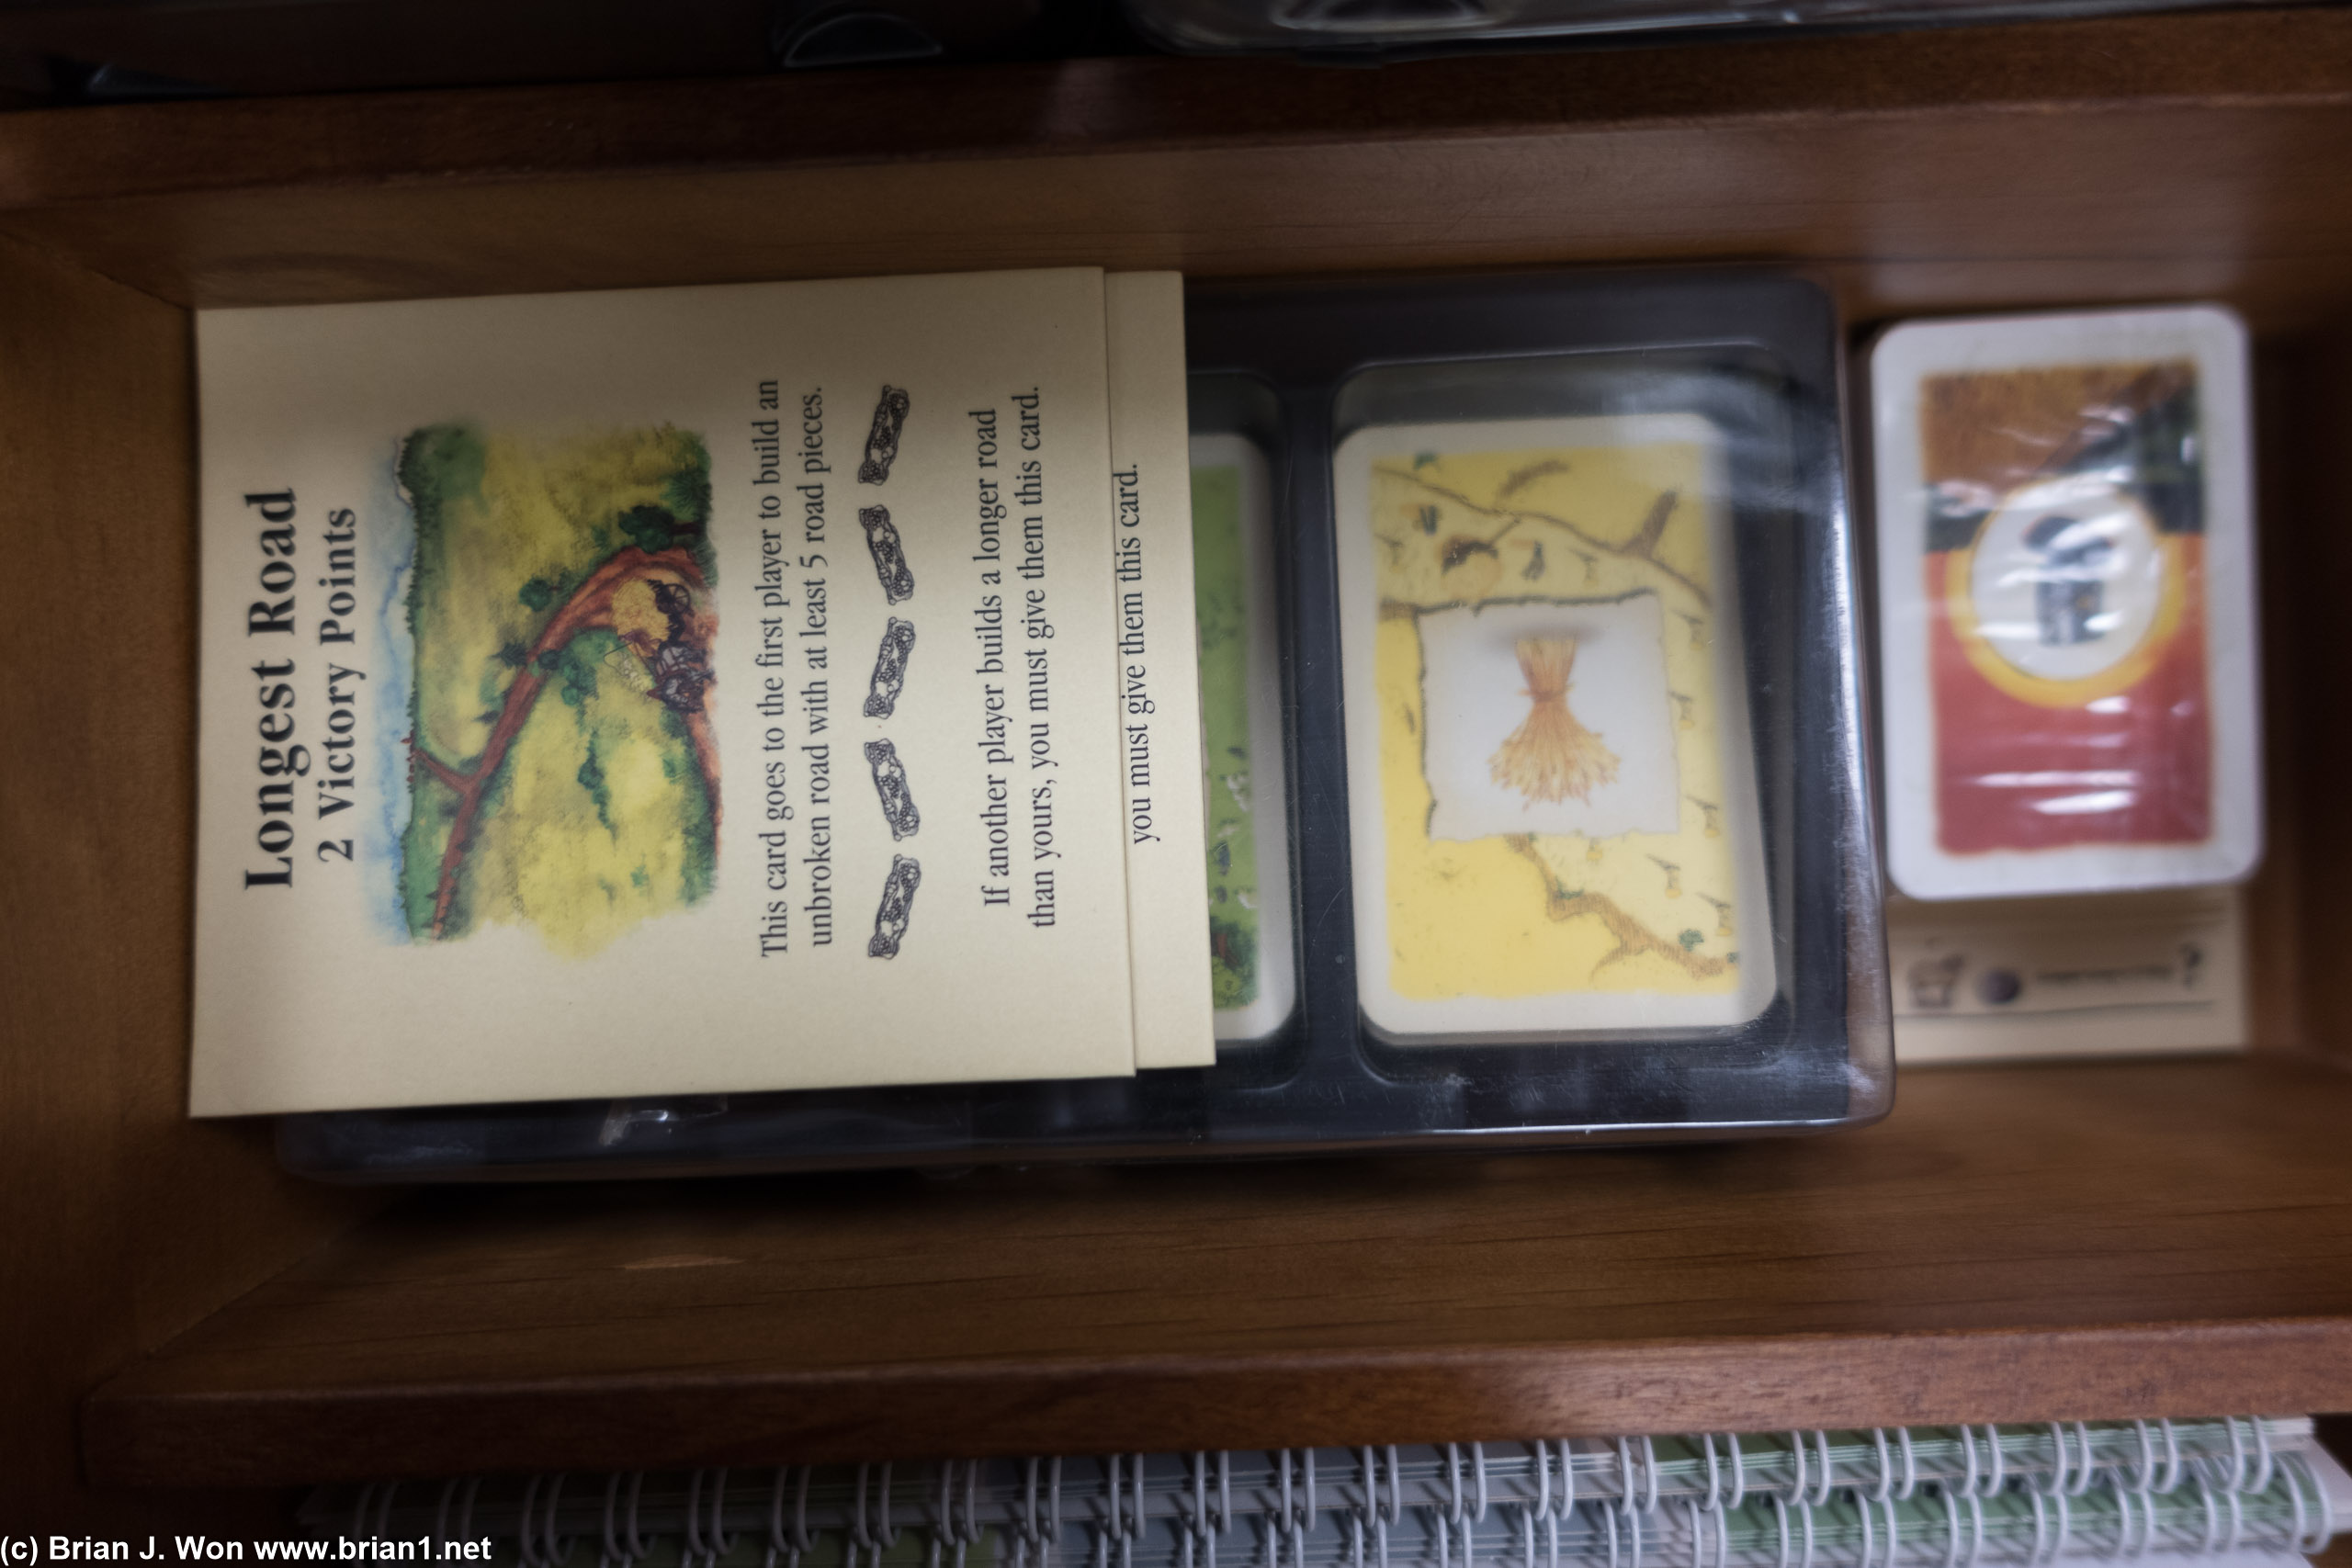 Longest Road
2 Victory Points
This card goes to the first player to build an
unbroken road with at least 5 road pieces.
If another player builds a longer road
than yours, you must give them this card.
you must give them this card.
(c) Brian J. Won www.brian1.net